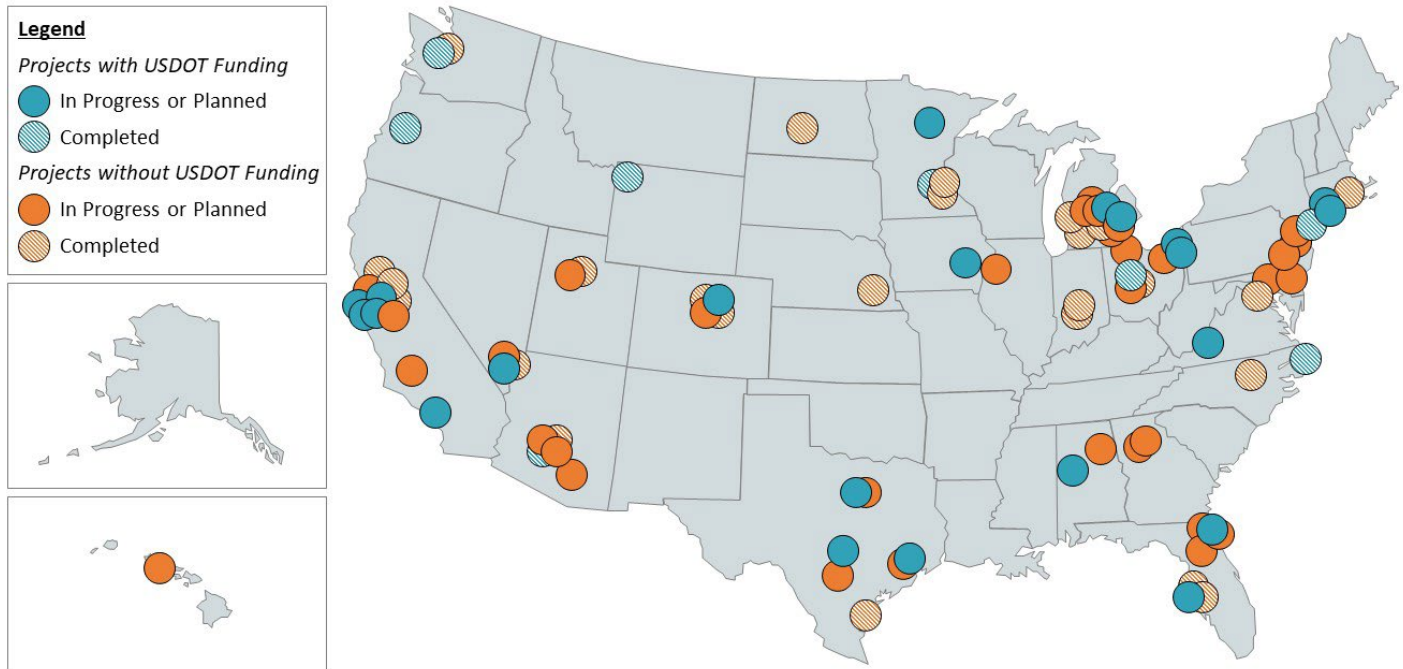 Legend
Projects with USDOT Funding
In Progress or Planned
Completed
Projects without USDOT Funding
In Progress or Planned
Completed